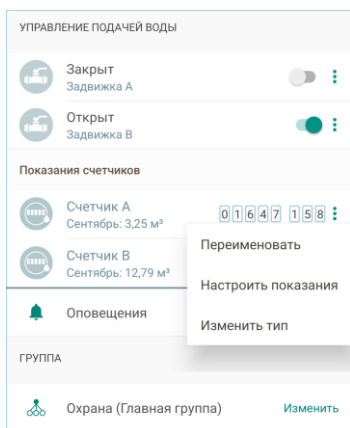 УПРАВЛЕНИЕ ПОДАЧЕЙ ВОДЫ
Закрыт
Задвижка А
Открыт
Задвижка В
Показания счетчиков
Счетчик А
01647 158
Сентябрь: 3,25 м³
Счетчик В
Сентябрь: 12,79 м³
Переименовать
Настроить показания
Изменить тип
Оповещения
ГРУППА
Охрана (Главная группа)
Изменить